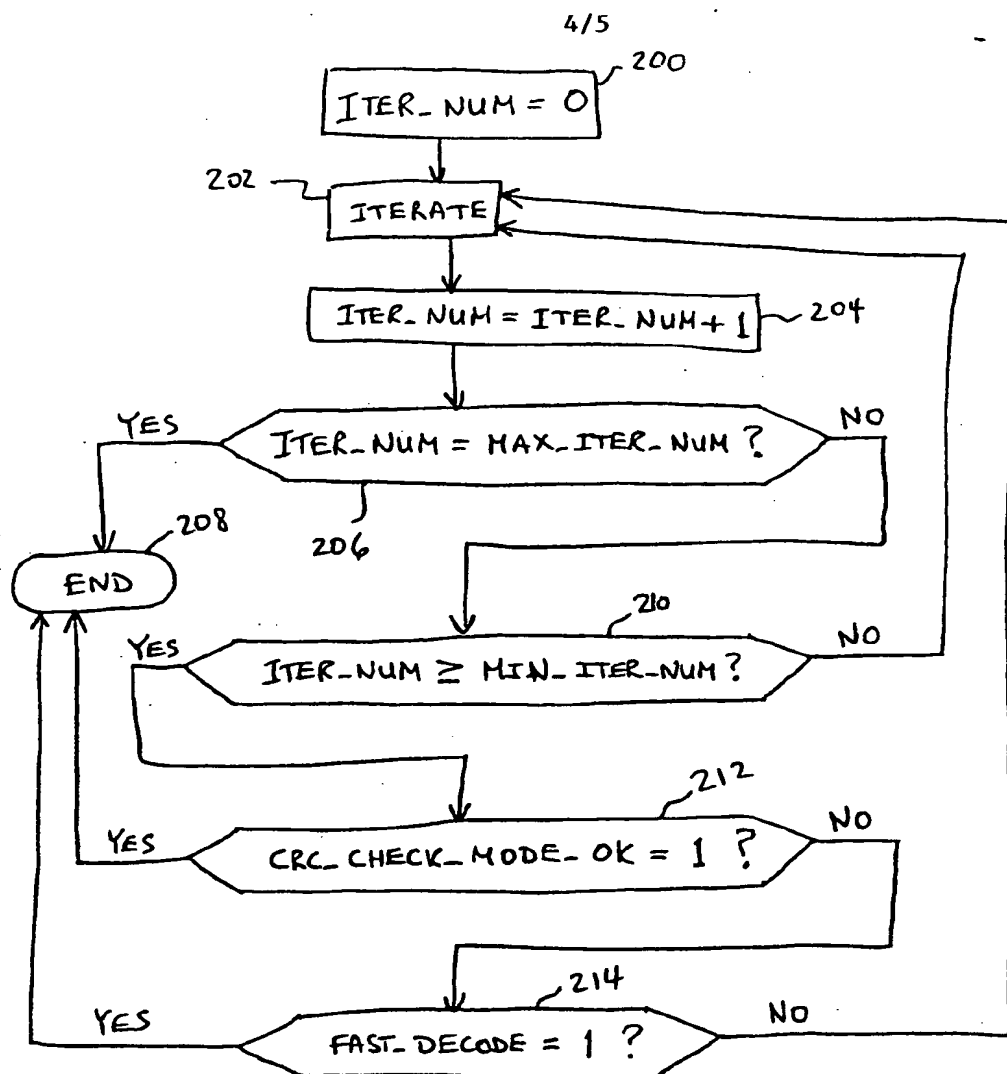 4/5
200
ITER_NUM = 0
202
ITERATE
ITER_NUM = ITER_NUM + 1
204
YES
ITER_NUM = MAX_ITER_NUM ?
NO
206
208
END
210
YES
ITER_NUM ≥ MIN_ITER_NUM ?
NO
212
YES
CRC_CHECK_MODE_OK = 1 ?
NO
214
YES
FAST_DECODE = 1 ?
NO